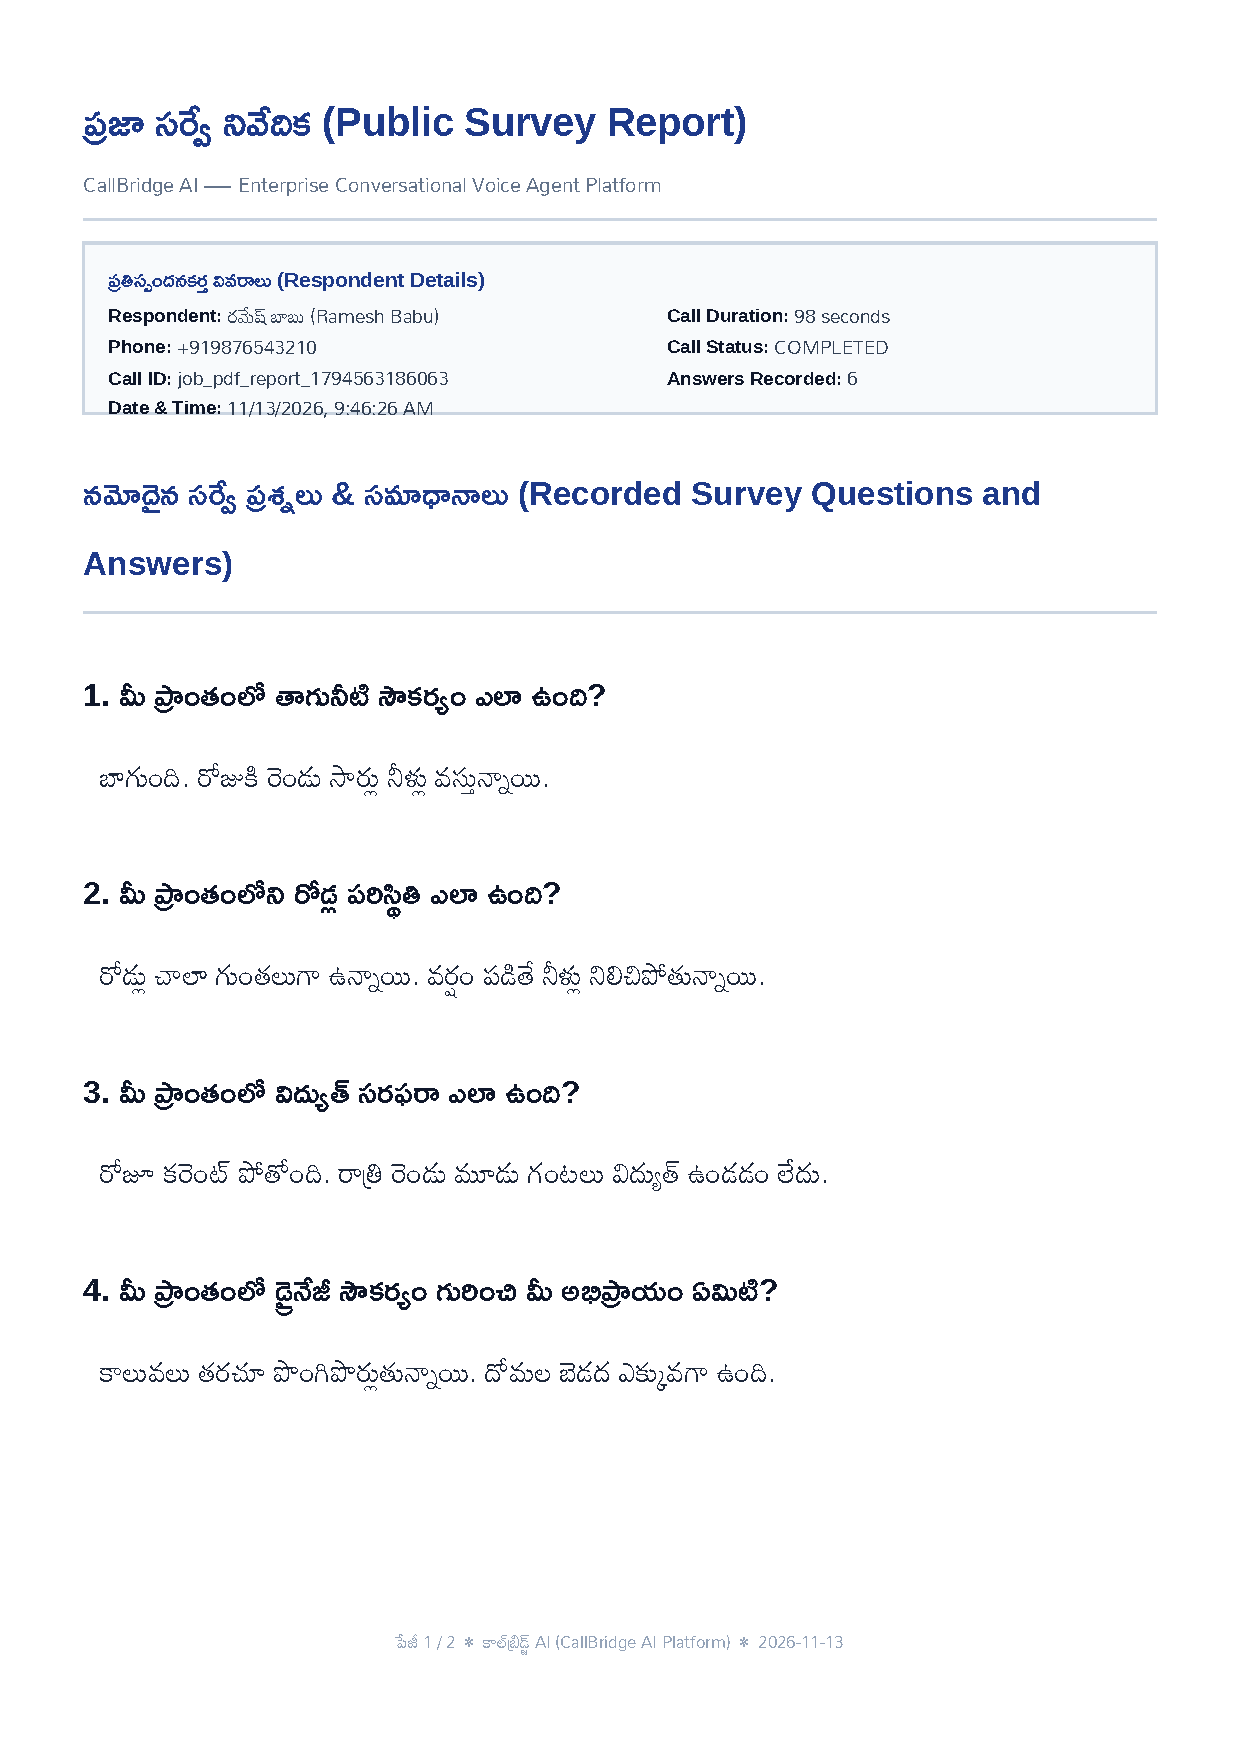 ప్రజా సర్వే నివేదిక (Public Survey Report)
CallBridge AI — Enterprise Conversational Voice Agent Platform
ప్రతిస్పందనకర్త వివరాలు (Respondent Details)
Respondent: రమేష్ బాబు (Ramesh Babu)
Call Duration: 98 seconds
Phone: +919876543210
Call Status: COMPLETED
Call ID: job_pdf_report_1794563186063
Answers Recorded: 6
Date & Time: 11/13/2026, 9:46:26 AM
నమోదైన సర్వే ప్రశ్నలు & సమాధానాలు (Recorded Survey Questions and
Answers)
1. మీ ప్రాంతంలో తాగునీటి సౌకర్యం ఎలా ఉంది?
బాగుంది. రోజుకి రెండు సార్లు నీళ్లు వస్తున్నాయి.
2. మీ ప్రాంతంలోని రోడ్ల పరిస్థితి ఎలా ఉంది?
రోడ్లు చాలా గుంతలుగా ఉన్నాయి. వర్షం పడితే నీళ్లు నిలిచిపోతున్నాయి.
3. మీ ప్రాంతంలో విద్యుత్ సరఫరా ఎలా ఉంది?
రోజూ కరెంట్ పోతోంది. రాత్రి రెండు మూడు గంటలు విద్యుత్ ఉండడం లేదు.
4. మీ ప్రాంతంలో డ్రైనేజీ సౌకర్యం గురించి మీ అభిప్రాయం ఏమిటి?
కాలువలు తరచూ పొంగిపొర్లుతున్నాయి. దోమల బెడద ఎక్కువగా ఉంది.
పేజీ 1 / 2 * కాల్‌బ్రిడ్జ్ AI (CallBridge AI Platform) * 2026-11-13